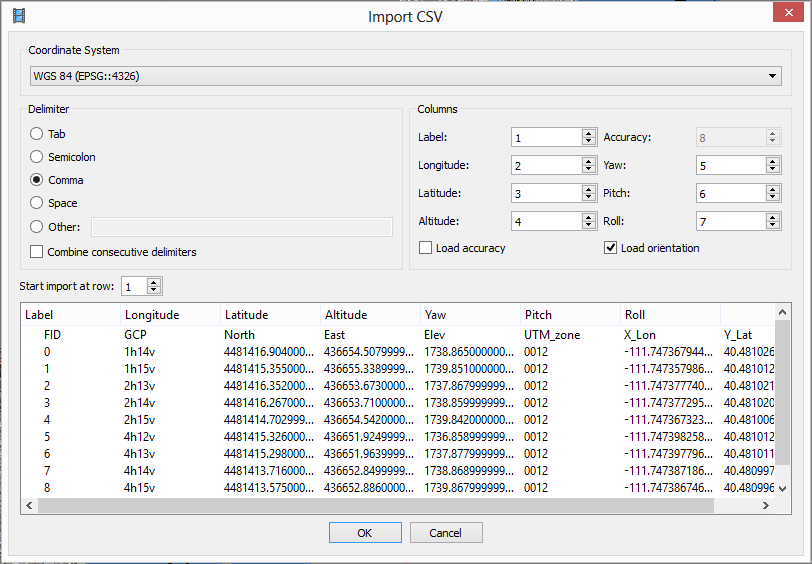 Import CSV
Coordinate System
WGS 84 (EPSG::4326)
Delimiter
Tab
Semicolon
Comma
Space
Other:
Combine consecutive delimiters
Columns
Label: 1 Accuracy: 8
Longitude: 2 Yaw: 5
Latitude: 3 Pitch: 6
Altitude: 4 Roll: 7
Load accuracy Load orientation
Start import at row: 1
Label Longitude Latitude Altitude Yaw Pitch Roll
FID GCP North East Elev UTM_zone X_Lon Y_Lat
0 1h14v 4481416.904000... 436654.5079999... 1738.865000000... 0012 -111.747367944... 40.481026
1 1h15v 4481415.355000... 436655.3389999... 1739.851000000... 0012 -111.747357986... 40.481012
2 2h13v 4481416.352000... 436653.6730000... 1737.867999999... 0012 -111.747377740... 40.481021
3 2h14v 4481416.267000... 436653.7100000... 1738.859999999... 0012 -111.747377295... 40.481020
4 2h15v 4481414.702999... 436654.5420000... 1739.842000000... 0012 -111.747367323... 40.481006
5 4h12v 4481415.326000... 436651.9249999... 1736.858999999... 0012 -111.747398258... 40.481012
6 4h13v 4481415.298000... 436651.9639999... 1737.877999999... 0012 -111.747397796... 40.481011
7 4h14v 4481413.716000... 436652.8499999... 1738.868999999... 0012 -111.747387186... 40.480997
8 4h15v 4481413.575000... 436652.8860000... 1739.867999999... 0012 -111.747386746... 40.480996
OK Cancel